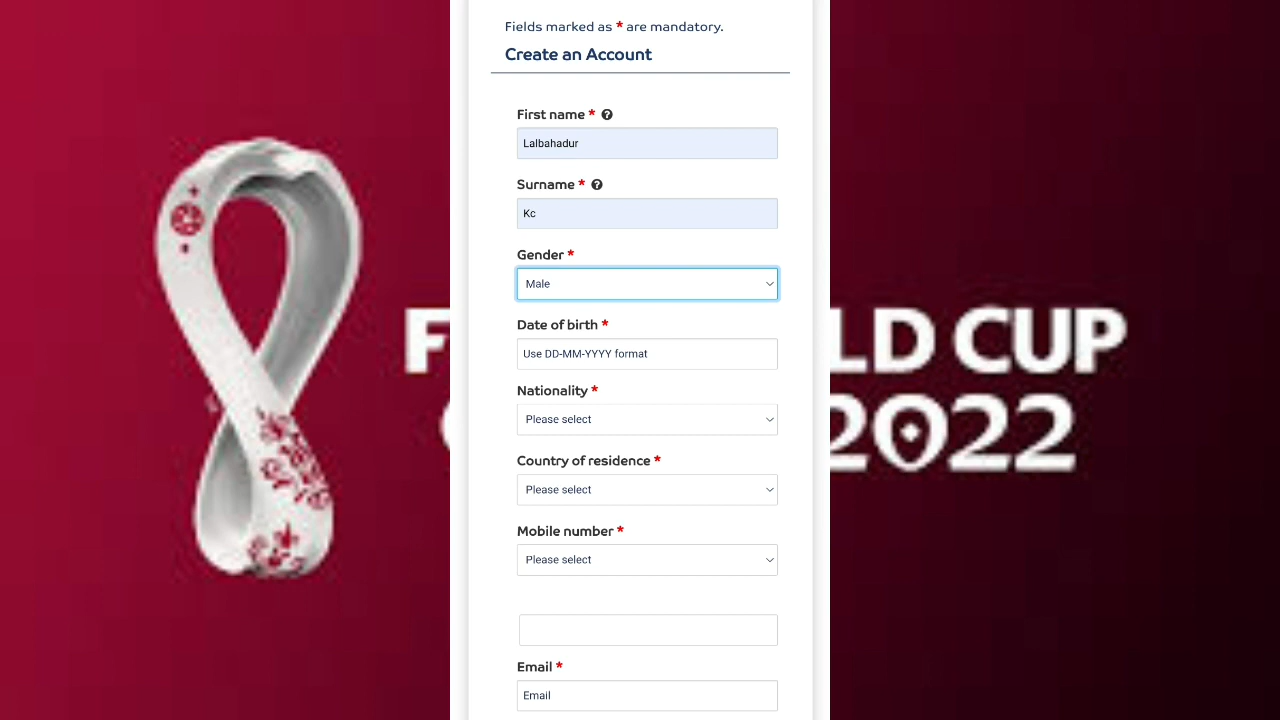 Fields marked as * are mandatory.
Create an Account
First name *
Lalbahadur
Surname *
Kc
Gender *
Male
Date of birth *
Use DD-MM-YYYY format
Nationality *
Please select
Country of residence *
Please select
Mobile number *
Please select
Email *
Email
F
LD CUP
2022